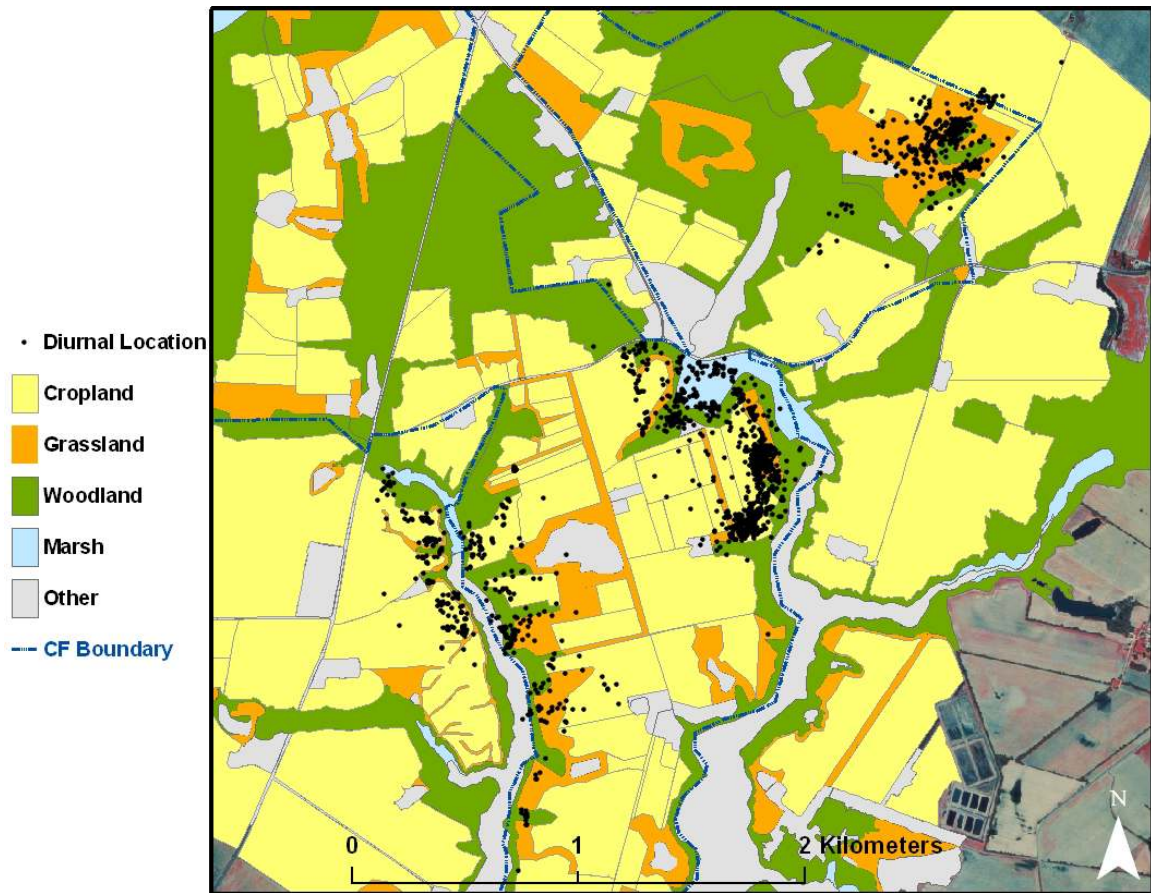 Diurnal Location
Cropland
Grassland
Woodland
Marsh
Other
CF Boundary
0 1 2 Kilometers
N